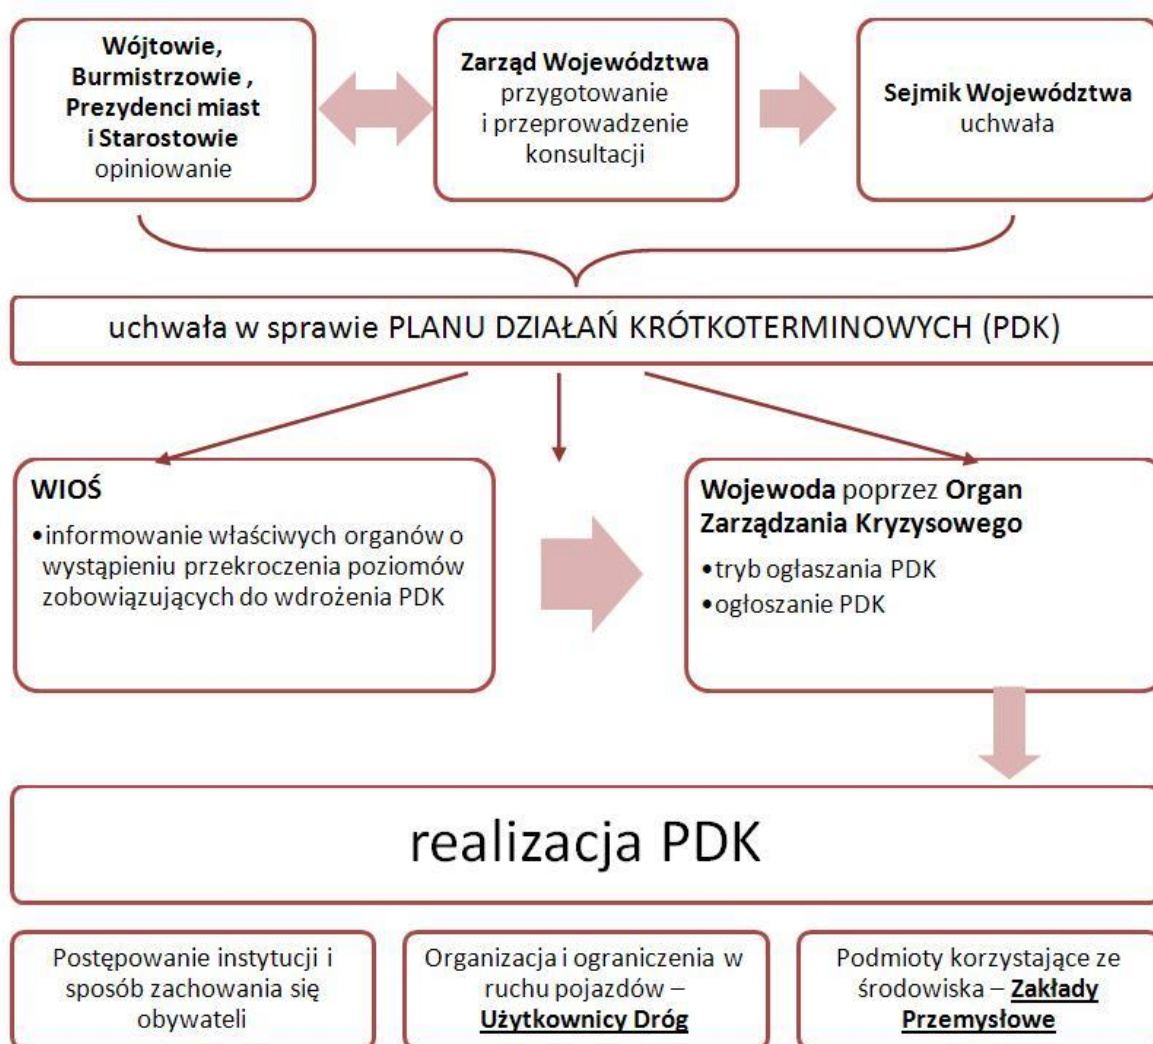 Wójtowie,
Burmistrzowie ,
Prezydenci miast
i Starostowie
opiniowanie
Zarząd Województwa
przygotowanie
i przeprowadzenie
konsultacji
Sejmik Województwa
uchwała
uchwała w sprawie PLANU DZIAŁAŃ KRÓTKOTERMINOWYCH (PDK)
WIOŚ
•informowanie właściwych organów o
wystąpieniu przekroczenia poziomów
zobowiązujących do wdrożenia PDK
Wojewoda poprzez Organ
Zarządzania Kryzysowego
•tryb ogłaszania PDK
•ogłoszanie PDK
realizacja PDK
Postępowanie instytucji i
sposób zachowania się
obywateli
Organizacja i ograniczenia w
ruchu pojazdów –
Użytkownicy Dróg
Podmioty korzystające ze
środowiska – Zakłady
Przemysłowe